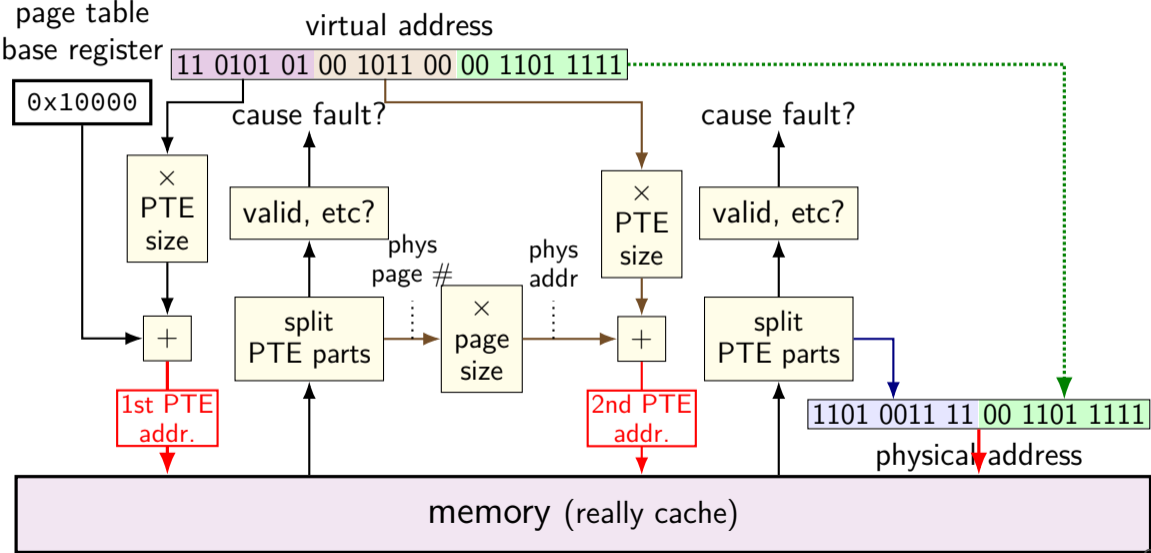 page table
base register
virtual address
11 0101 01 00 1011 00 00 1101 1111
0x10000
cause fault?
cause fault?
×
PTE
size
valid, etc?
×
PTE
size
valid, etc?
phys
page #
phys
addr
+
split
PTE parts
×
page
size
+
split
PTE parts
1st PTE
addr.
2nd PTE
addr.
1101 0011 11 00 1101 1111
physical address
memory (really cache)